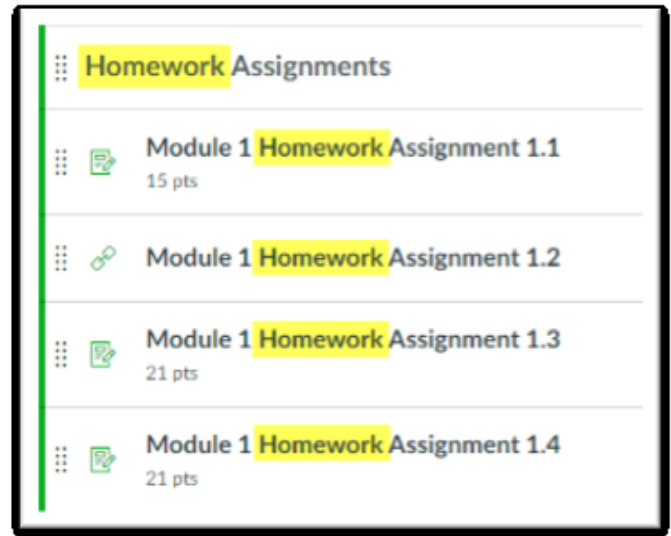 Homework Assignments
Module 1 Homework Assignment 1.1
15 pts
Module 1 Homework Assignment 1.2
Module 1 Homework Assignment 1.3
21 pts
Module 1 Homework Assignment 1.4
21 pts